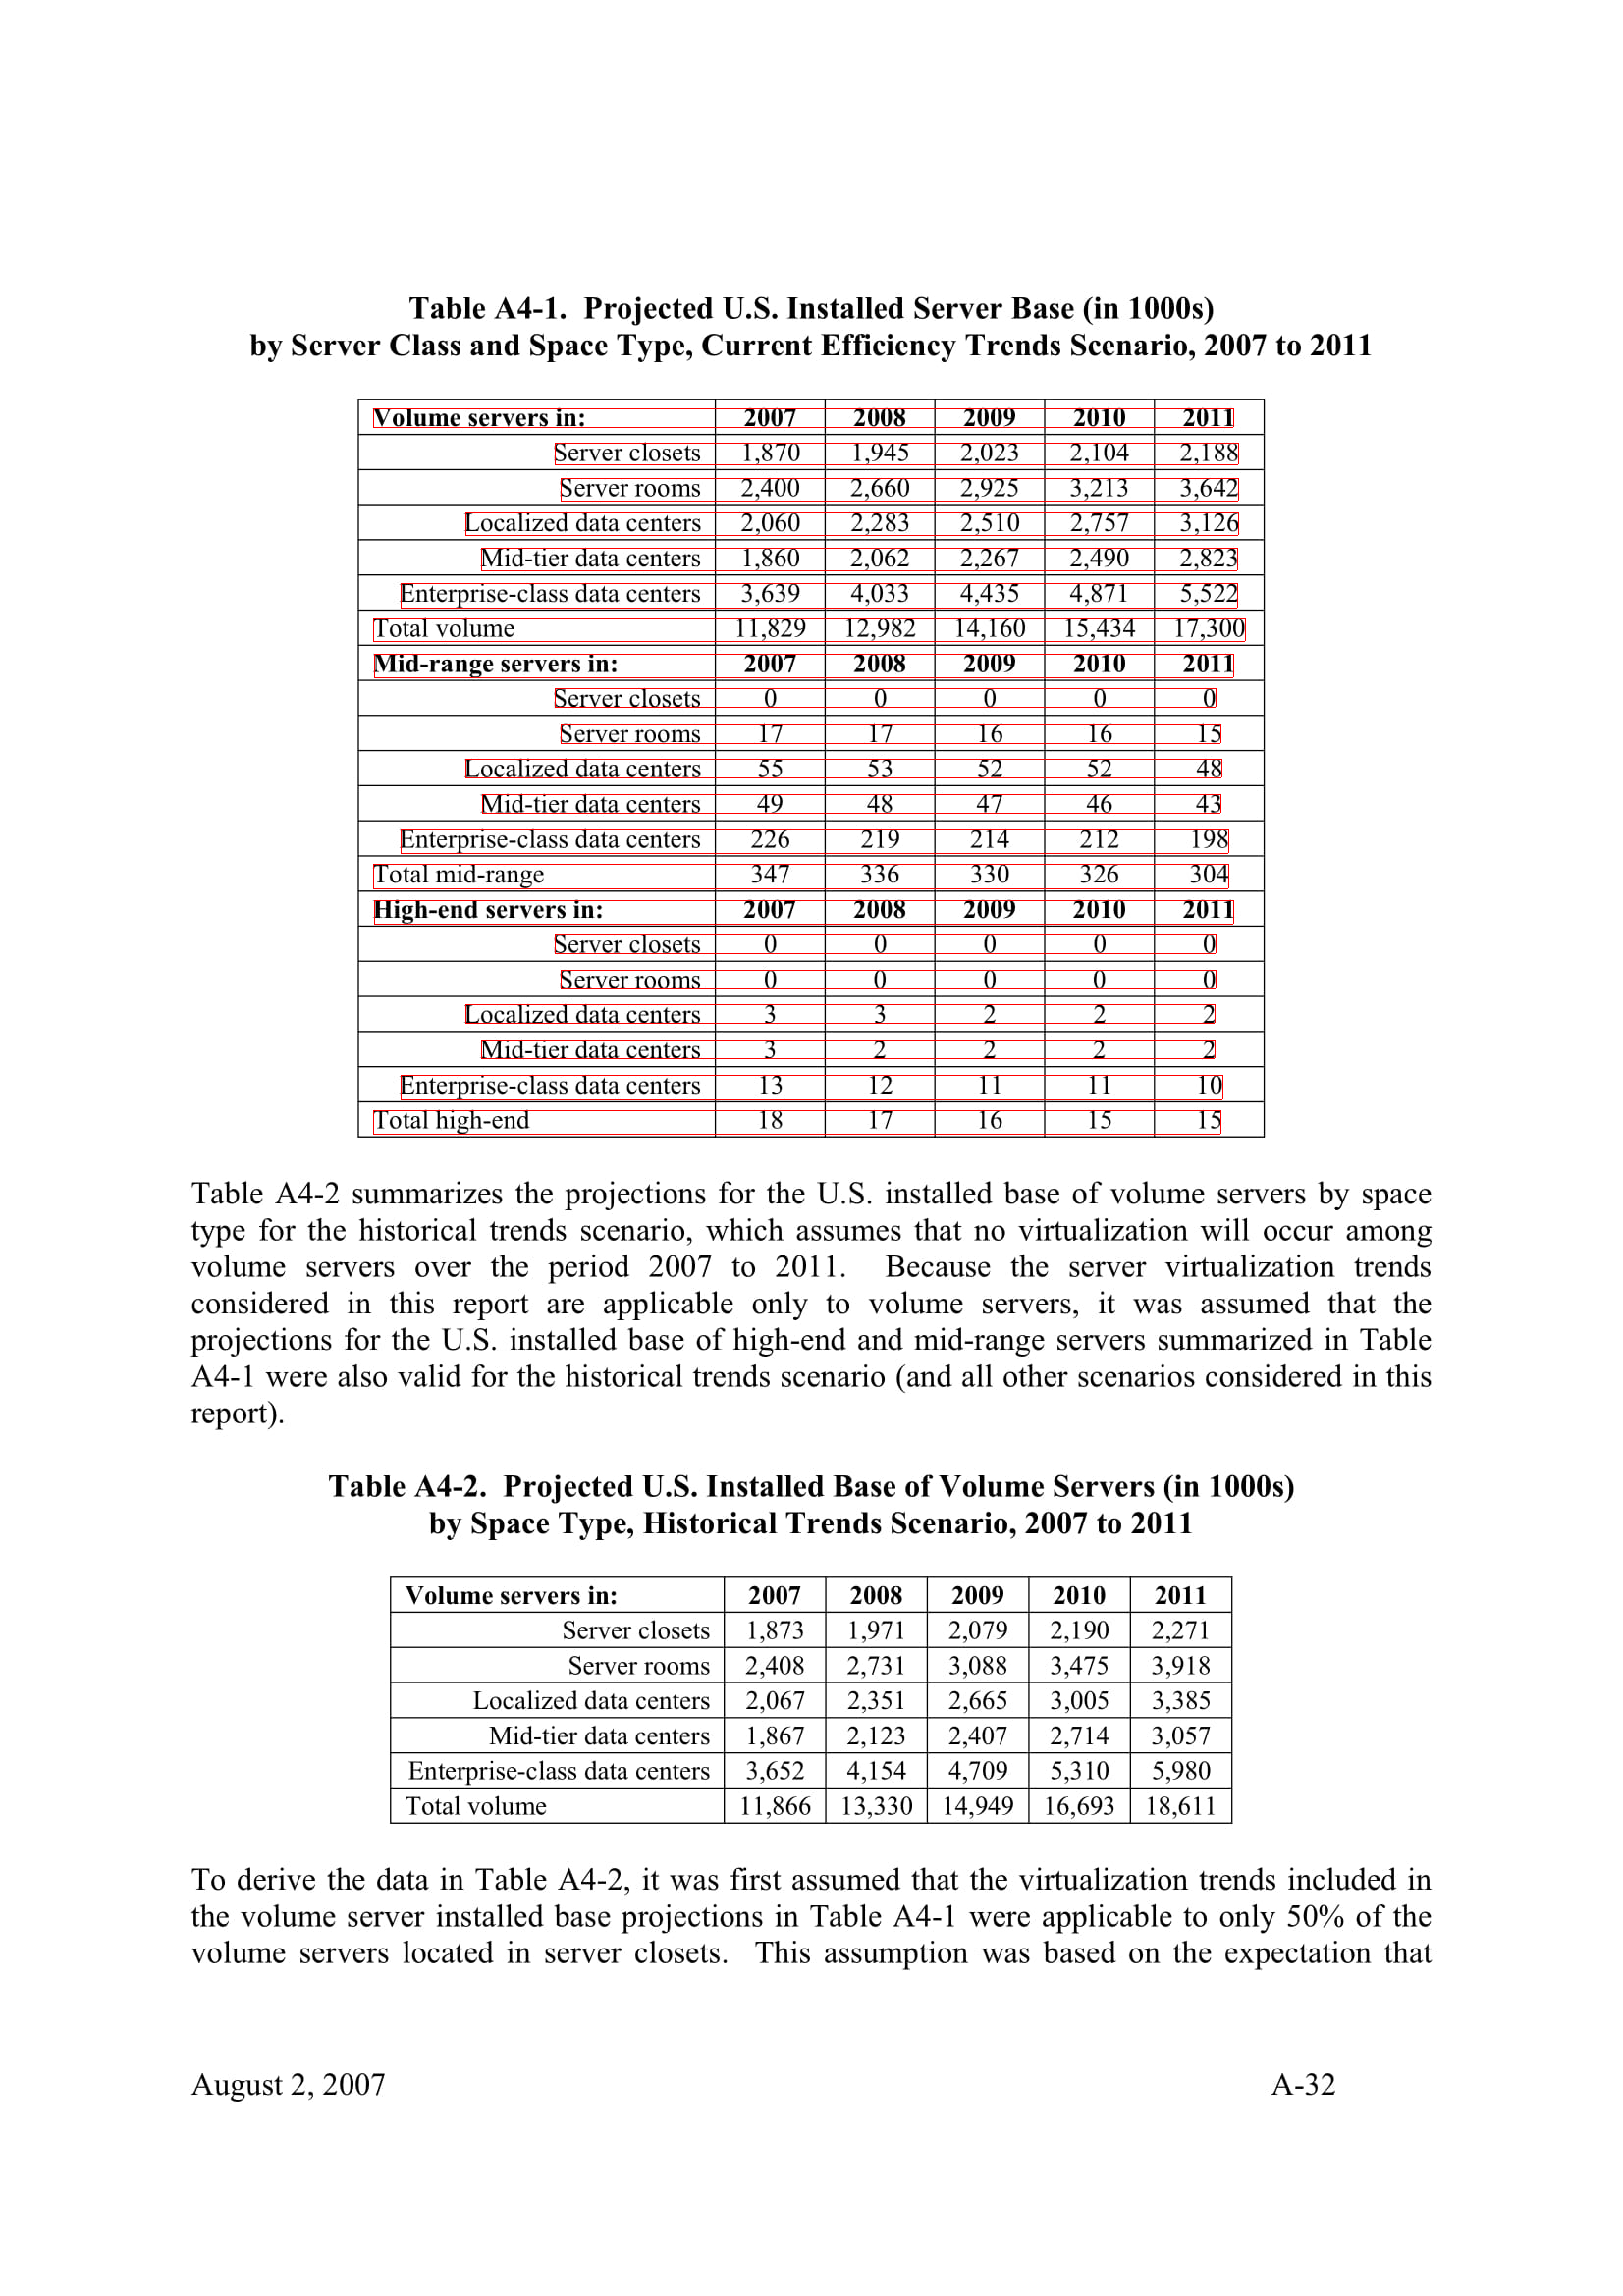 Table A4-1.  Projected U.S. Installed Server Base (in 1000s)
by Server Class and Space Type, Current Efficiency Trends Scenario, 2007 to 2011
Volume servers in: 2007 2008 2009 2010 2011
Server closets 1,870 1,945 2,023 2,104 2,188
Server rooms 2,400 2,660 2,925 3,213 3,642
Localized data centers 2,060 2,283 2,510 2,757 3,126
Mid-tier data centers 1,860 2,062 2,267 2,490 2,823
Enterprise-class data centers 3,639 4,033 4,435 4,871 5,522
Total volume 11,829 12,982 14,160 15,434 17,300
Mid-range servers in: 2007 2008 2009 2010 2011
Server closets 0 0 0 0 0
Server rooms 17 17 16 16 15
Localized data centers 55 53 52 52 48
Mid-tier data centers 49 48 47 46 43
Enterprise-class data centers 226 219 214 212 198
Total mid-range 347 336 330 326 304
High-end servers in: 2007 2008 2009 2010 2011
Server closets 0 0 0 0 0
Server rooms 0 0 0 0 0
Localized data centers 3 3 2 2 2
Mid-tier data centers 3 2 2 2 2
Enterprise-class data centers 13 12 11 11 10
Total high-end 18 17 16 15 15
Table A4-2 summarizes the projections for the U.S. installed base of volume servers by space
type for the historical trends scenario, which assumes that no virtualization will occur among
volume servers over the period 2007 to 2011.  Because the server virtualization trends
considered in this report are applicable only to volume servers, it was assumed that the
projections for the U.S. installed base of high-end and mid-range servers summarized in Table
A4-1 were also valid for the historical trends scenario (and all other scenarios considered in this
report).
Table A4-2.  Projected U.S. Installed Base of Volume Servers (in 1000s)
by Space Type, Historical Trends Scenario, 2007 to 2011
Volume servers in: 2007 2008 2009 2010 2011
Server closets 1,873 1,971 2,079 2,190 2,271
Server rooms 2,408 2,731 3,088 3,475 3,918
Localized data centers 2,067 2,351 2,665 3,005 3,385
Mid-tier data centers 1,867 2,123 2,407 2,714 3,057
Enterprise-class data centers 3,652 4,154 4,709 5,310 5,980
Total volume 11,866 13,330 14,949 16,693 18,611
To derive the data in Table A4-2, it was first assumed that the virtualization trends included in
the volume server installed base projections in Table A4-1 were applicable to only 50% of the
volume servers located in server closets.  This assumption was based on the expectation that
August 2, 2007 A-32